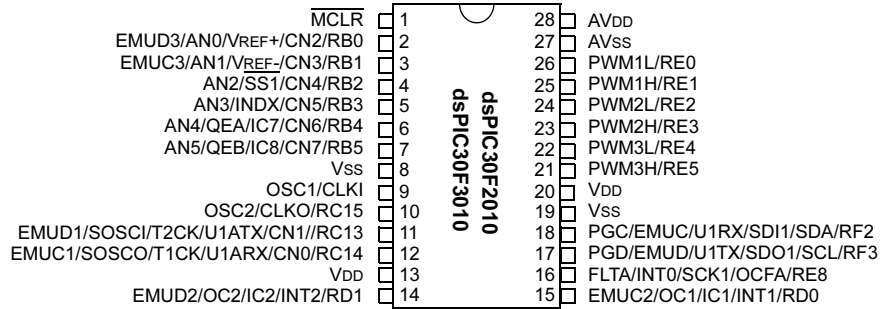 MCLR 1 28 AVDD
EMUD3/AN0/VREF+/CN2/RB0 2 27 AVSS
EMUC3/AN1/VREF-/CN3/RB1 3 26 PWM1L/RE0
AN2/SS1/CN4/RB2 4 25 PWM1H/RE1
AN3/INDX/CN5/RB3 5 24 PWM2L/RE2
AN4/QEA/IC7/CN6/RB4 6 23 PWM2H/RE3
AN5/QEB/IC8/CN7/RB5 7 22 PWM3L/RE4
VSS 8 21 PWM3H/RE5
OSC1/CLKI 9 20 VDD
OSC2/CLKO/RC15 10 19 VSS
EMUD1/SOSCI/T2CK/U1ATX/CN1//RC13 11 18 PGC/EMUC/U1RX/SDI1/SDA/RF2
EMUC1/SOSCO/T1CK/U1ARX/CN0/RC14 12 17 PGD/EMUD/U1TX/SDO1/SCL/RF3
VDD 13 16 FLTA/INT0/SCK1/OCFA/RE8
EMUD2/OC2/IC2/INT2/RD1 14 15 EMUC2/OC1/IC1/INT1/RD0
dsPIC30F2010
dsPIC30F3010